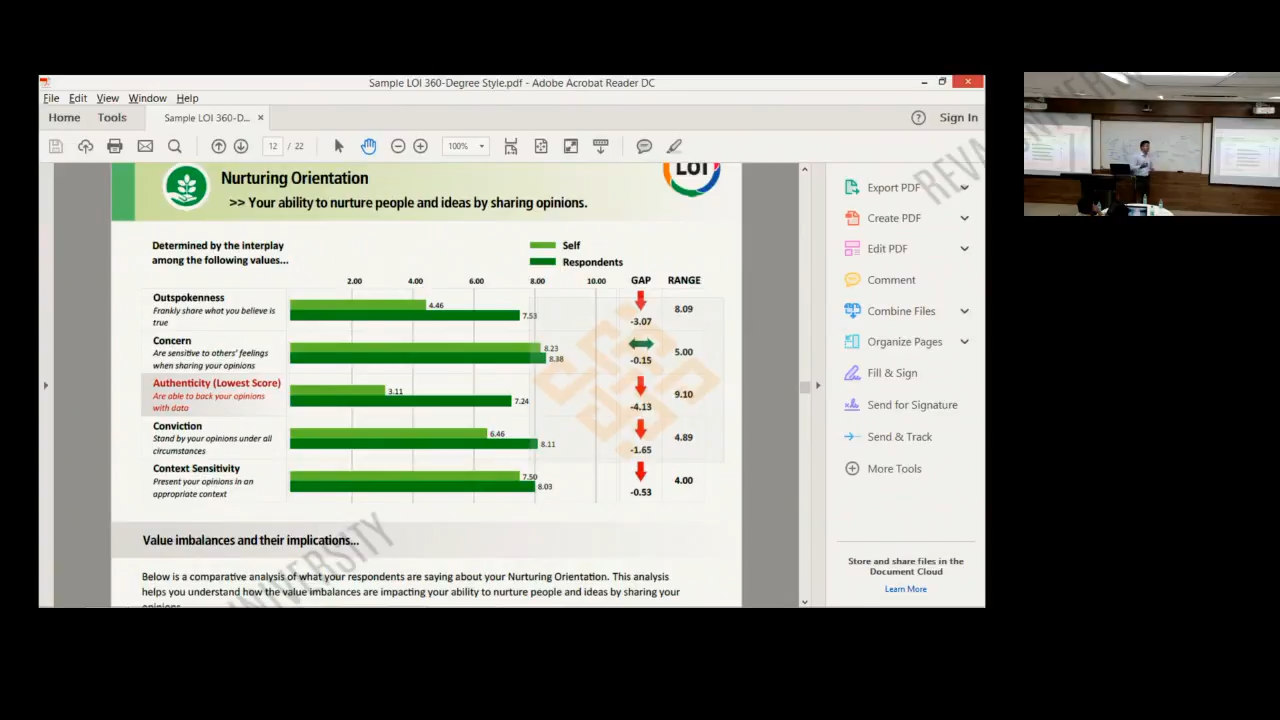 Sample LOI 360-Degree Style.pdf - Adobe Acrobat Reader DC
File Edit View Window Help
Home Tools Sample LOI 360-D... × Sign In
12 / 22 100%
Nurturing Orientation
LOI
>> Your ability to nurture people and ideas by sharing opinions.
Determined by the interplay
among the following values...
Self
Respondents
2.00 4.00 6.00 8.00 10.00 GAP RANGE
Outspokenness
Frankly share what you believe is
true
4.46
7.53
-3.07
8.09
Concern
Are sensitive to others' feelings
when sharing your opinions
8.23
8.38
-0.15
5.00
Authenticity (Lowest Score)
Are able to back your opinions
with data
3.11
7.24
-4.13
9.10
Conviction
Stand by your opinions under all
circumstances
6.46
8.11
-1.65
4.89
Context Sensitivity
Present your opinions in an
appropriate context
7.50
8.03
-0.53
4.00
Value imbalances and their implications...
Below is a comparative analysis of what your respondents are saying about your Nurturing Orientation. This analysis
helps you understand how the value imbalances are impacting your ability to nurture people and ideas by sharing your
opinions.
Export PDF
Create PDF
Edit PDF
Comment
Combine Files
Organize Pages
Fill & Sign
Send for Signature
Send & Track
More Tools
Store and share files in the
Document Cloud
Learn More
UNIVERSITY